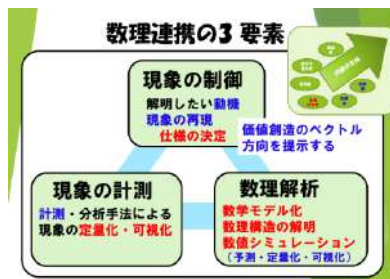 数理連携の3要素
現象の制御
解明したい動機
現象の再現
仕様の決定
価値創造のベクトル
方向を提示する
現象の計測
計測・分析手法による
現象の定量化・可視化
数理解析
数学モデル化
数理構造の解明
数値シミュレーション
(予測・定量化・可視化)